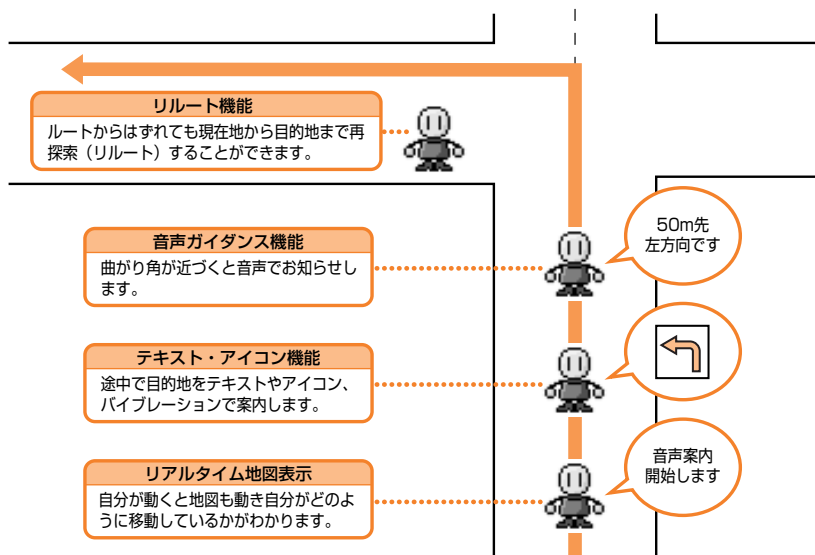 リルート機能
ルートからはずれても現在地から目的地まで再
探索（リルート）することができます。
音声ガイダンス機能
曲がり角が近づくと音声でお知らせし
ます。
50m先
左方向です
テキスト・アイコン機能
途中で目的地をテキストやアイコン、
バイブレーションで案内します。
リアルタイム地図表示
自分が動くと地図も動き自分がどのよ
うに移動しているかがわかります。
音声案内
開始します